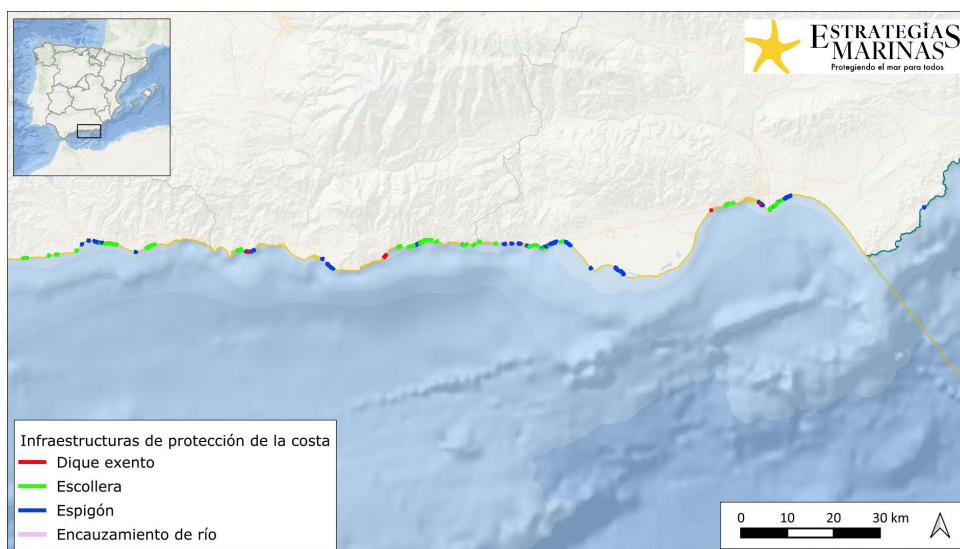 ESTRATEGIAS
MARINAS
Protegiendo el mar para todos
Infraestructuras de protección de la costa
Dique exento
Escollera
Espigón
Encauzamiento de río
0 10 20 30 km